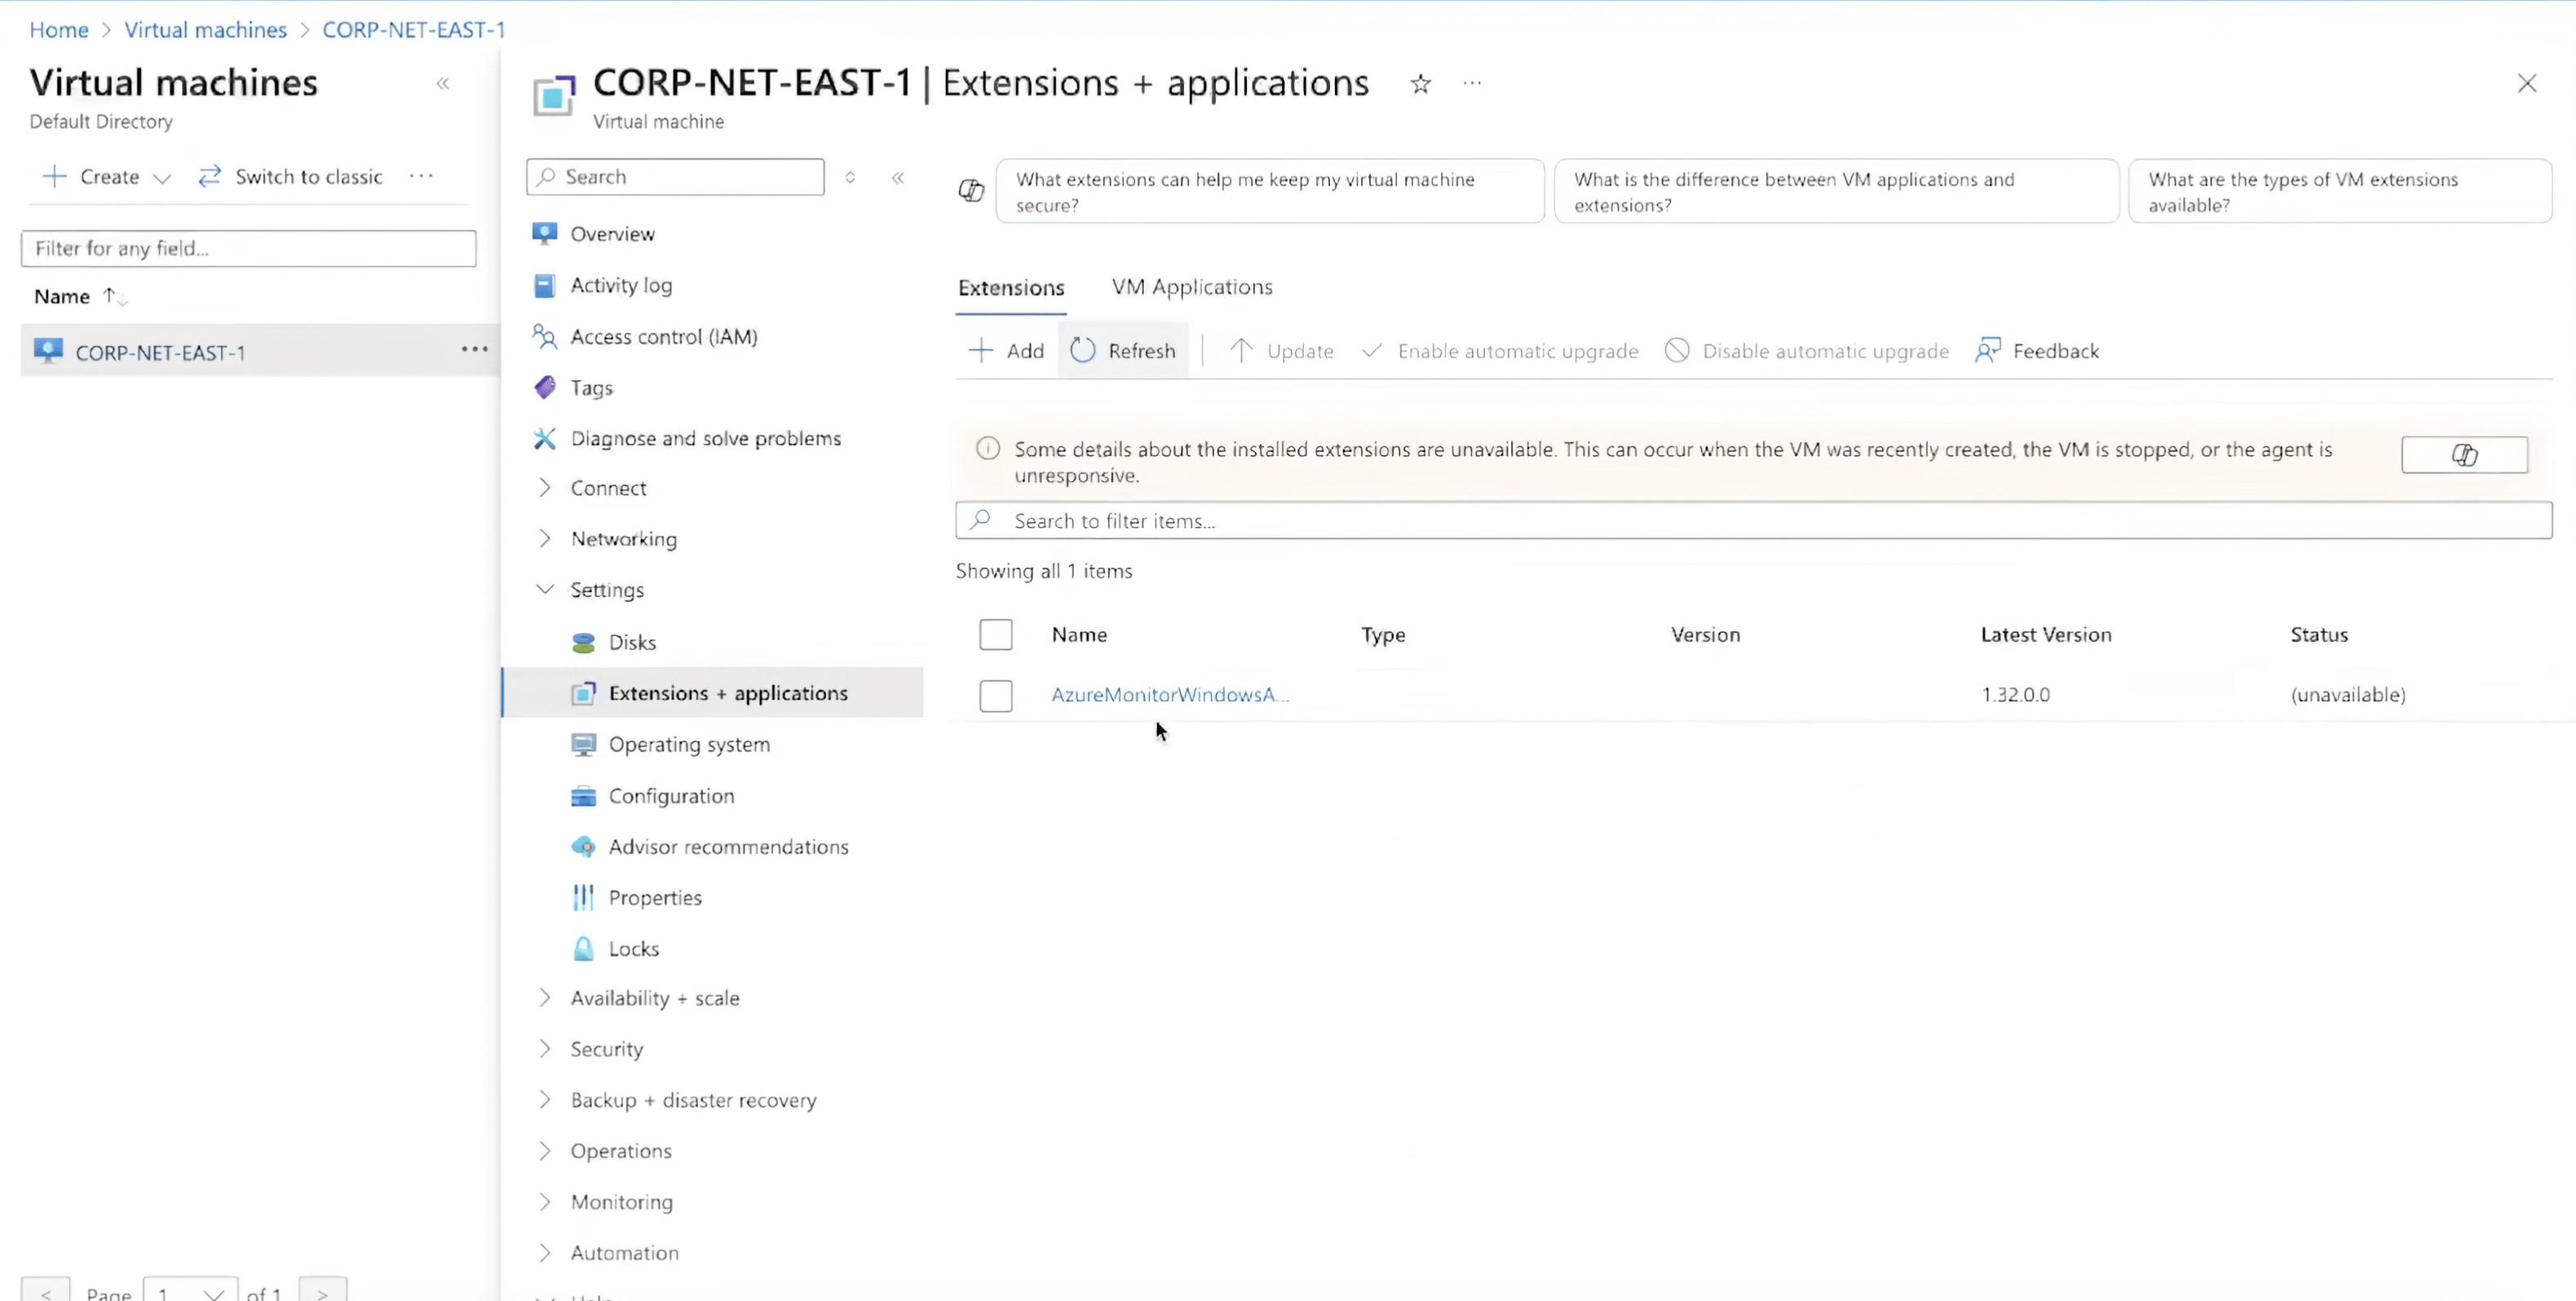 Home > Virtual machines > CORP-NET-EAST-1
Virtual machines
Default Directory
Create
Switch to classic
Filter for any field...
Name
CORP-NET-EAST-1
Page 1 of 1
CORP-NET-EAST-1 | Extensions + applications
Virtual machine
Search
Overview
Activity log
Access control (IAM)
Tags
Diagnose and solve problems
Connect
Networking
Settings
Disks
Extensions + applications
Operating system
Configuration
Advisor recommendations
Properties
Locks
Availability + scale
Security
Backup + disaster recovery
Operations
Monitoring
Automation
What extensions can help me keep my virtual machine
secure?
What is the difference between VM applications and
extensions?
What are the types of VM extensions
available?
Extensions VM Applications
Add Refresh Update Enable automatic upgrade Disable automatic upgrade Feedback
Some details about the installed extensions are unavailable. This can occur when the VM was recently created, the VM is stopped, or the agent is
unresponsive.
Search to filter items...
Showing all 1 items
Name Type Version Latest Version Status
AzureMonitorWindowsA... 1.32.0.0 (unavailable)